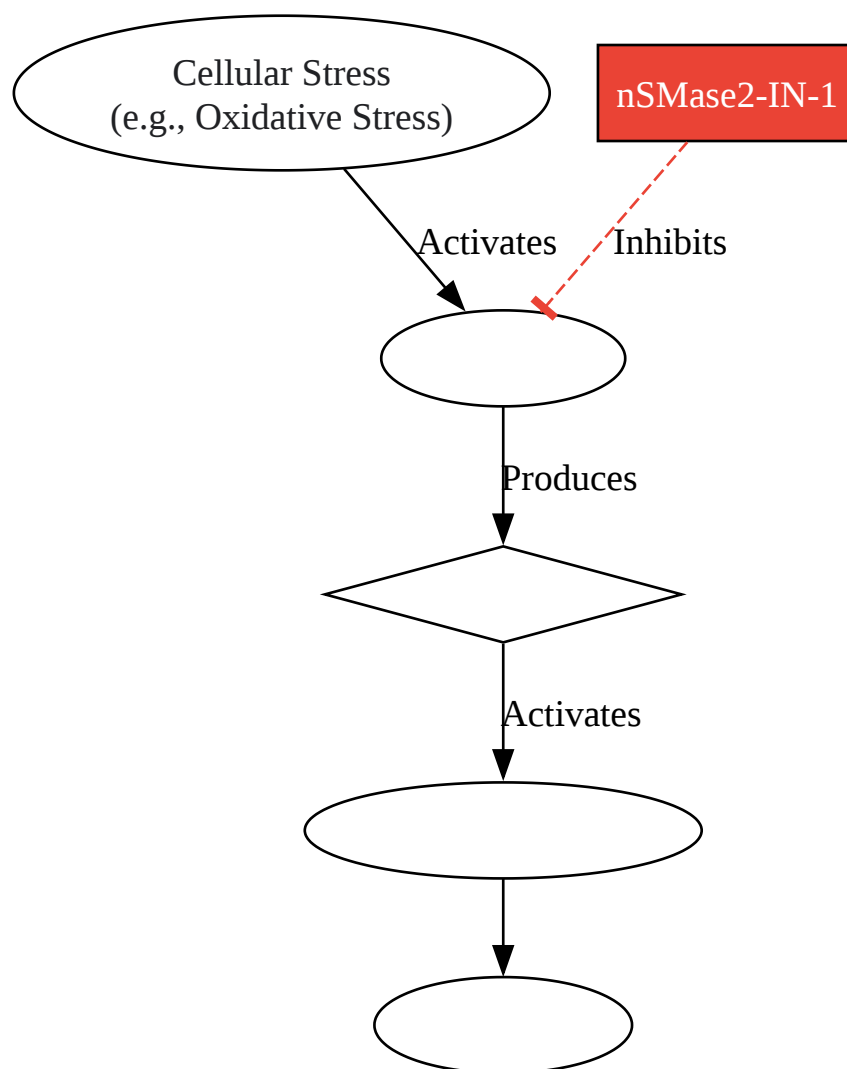 Cellular Stress
(e.g., Oxidative Stress)
nSMase2-IN-1
Activates
Inhibits
Produces
Activates